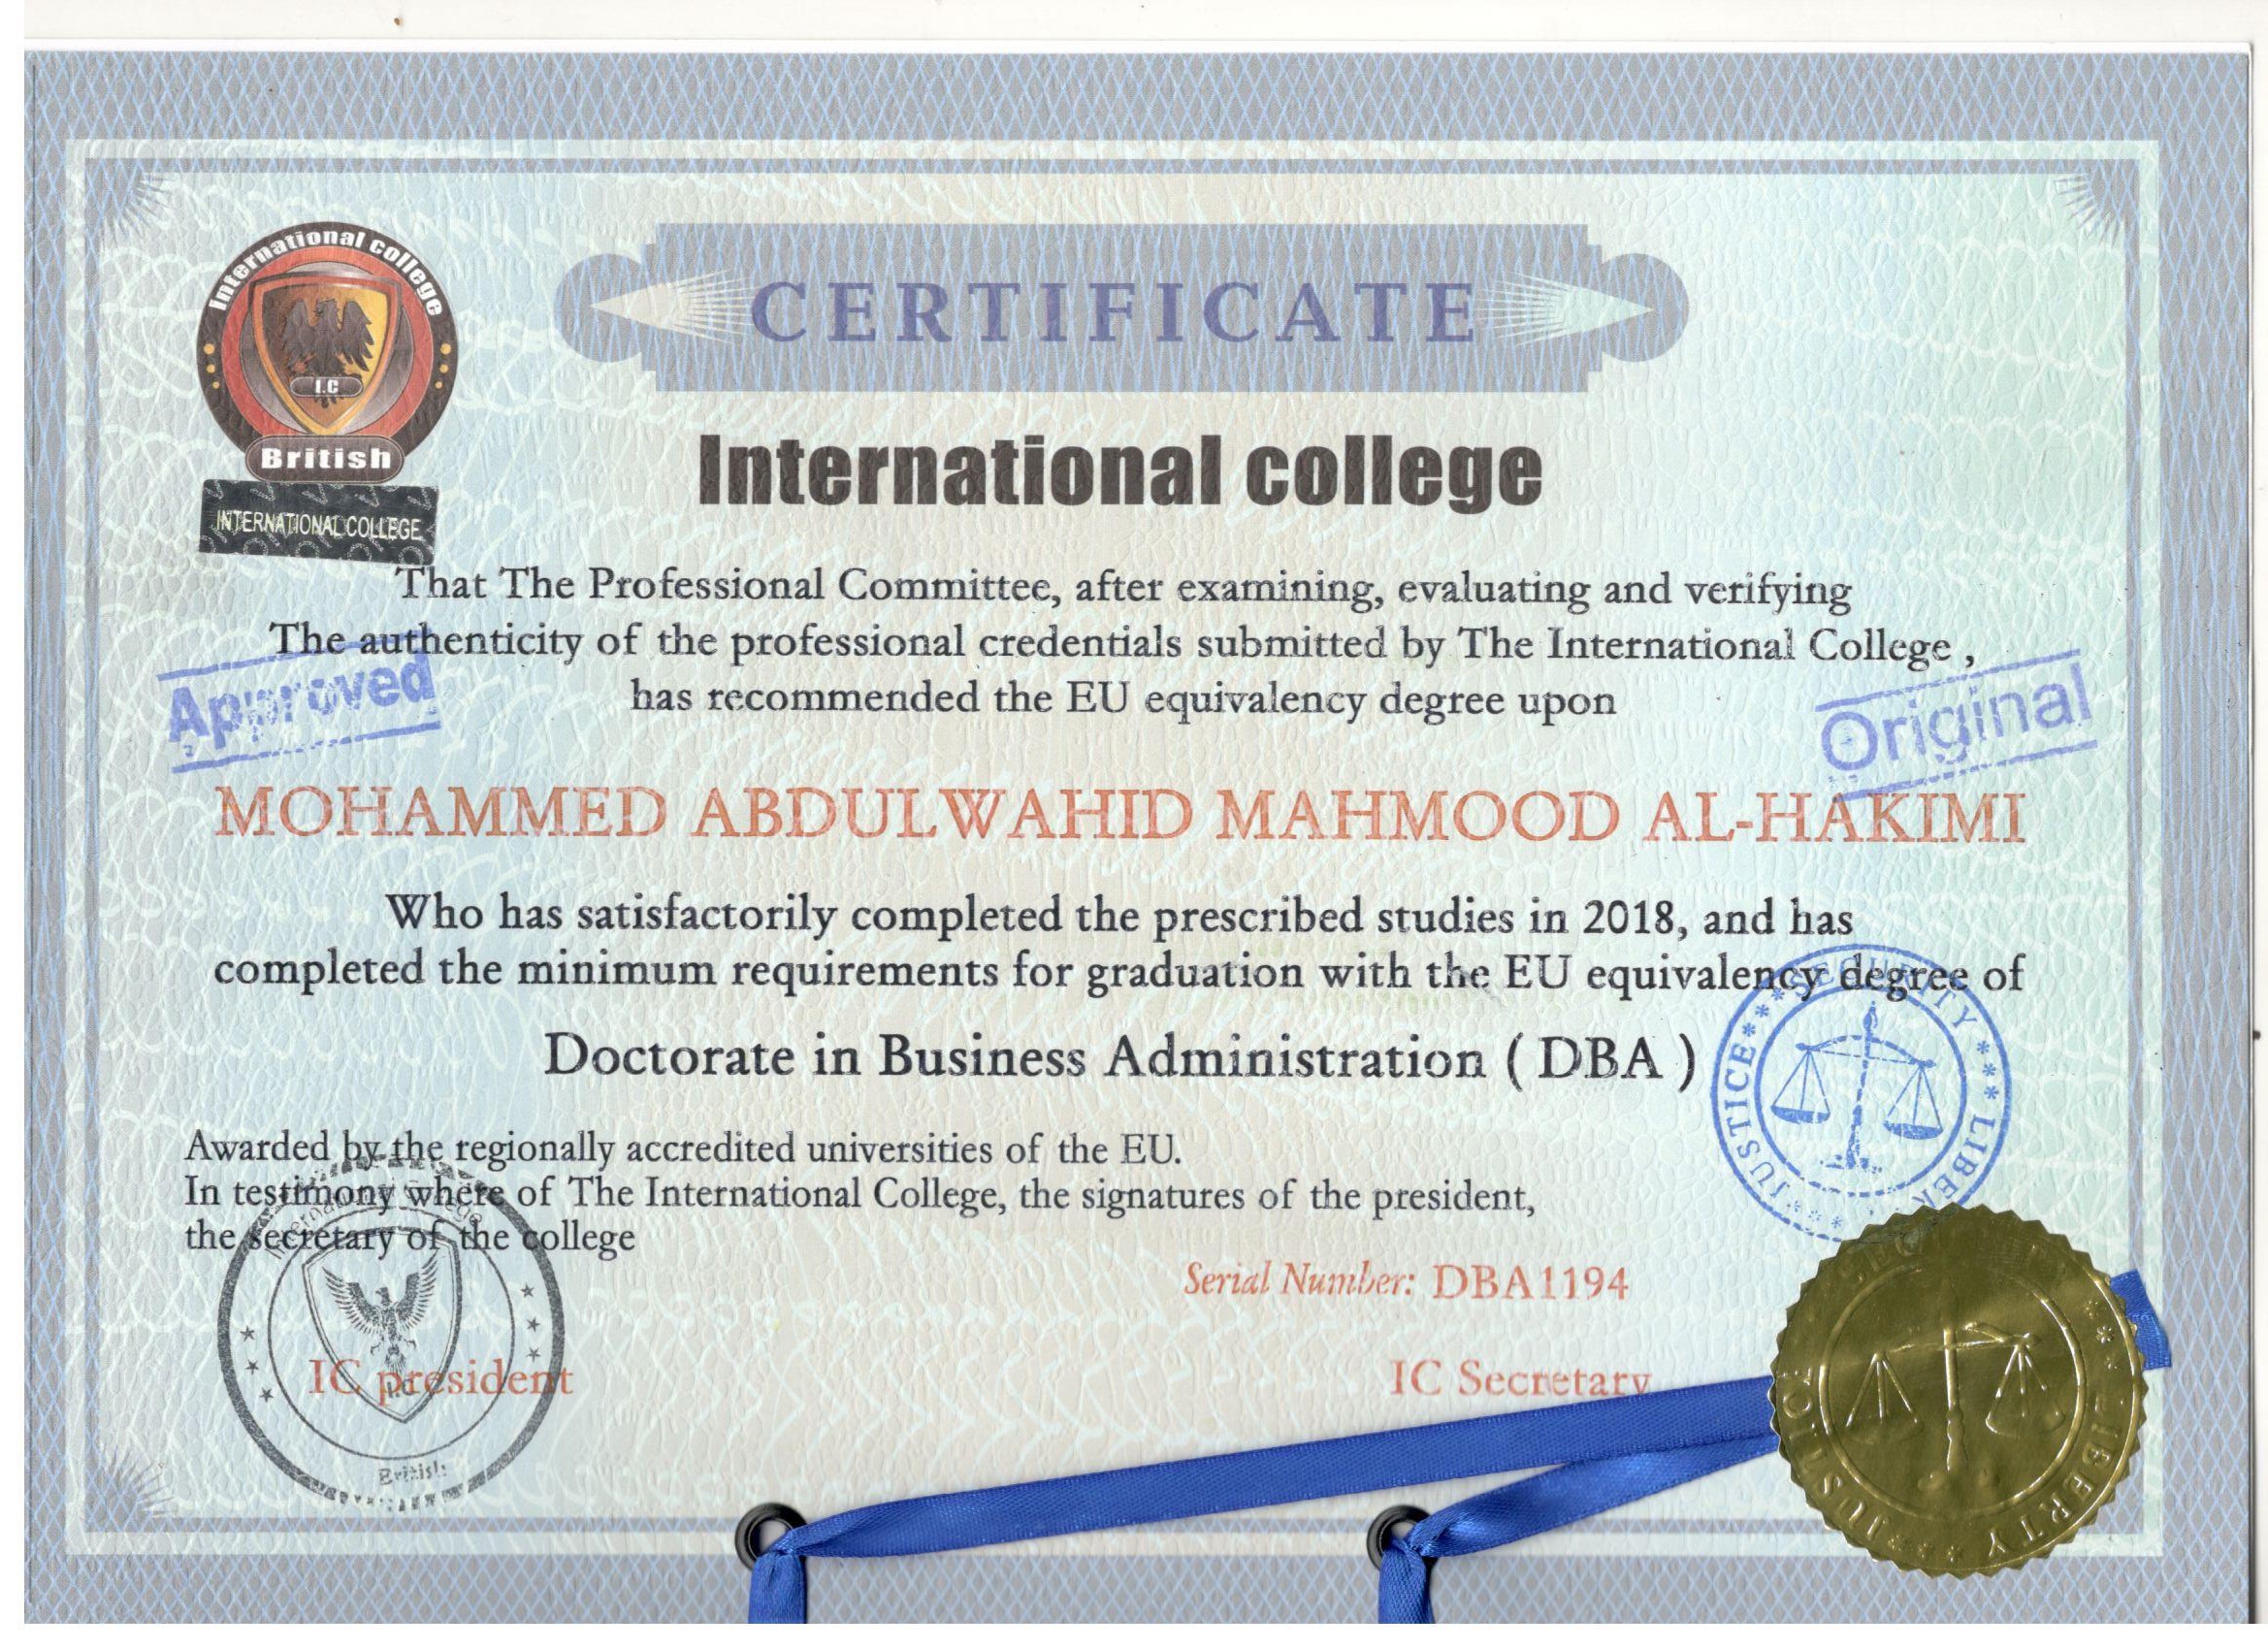 International college
I.C
British
INTERNATIONAL COLLEGE
CERTIFICATE
International college
That The Professional Committee, after examining, evaluating and verifying
The authenticity of the professional credentials submitted by The International College ,
has recommended the EU equivalency degree upon
Approved
Original
MOHAMMED ABDULWAHID MAHMOOD AL-HAKIMI
Who has satisfactorily completed the prescribed studies in 2018, and has
completed the minimum requirements for graduation with the EU equivalency degree of
Doctorate in Business Administration ( DBA )
JUSTICE *** SECURITY *** LIBER
Awarded by the regionally accredited universities of the EU.
In testimony where of The International College, the signatures of the president,
the secretary of the college
Serial Number: DBA1194
IC president
IC Secretary
International College
I.C
British
JUSTICE
LIBERTY